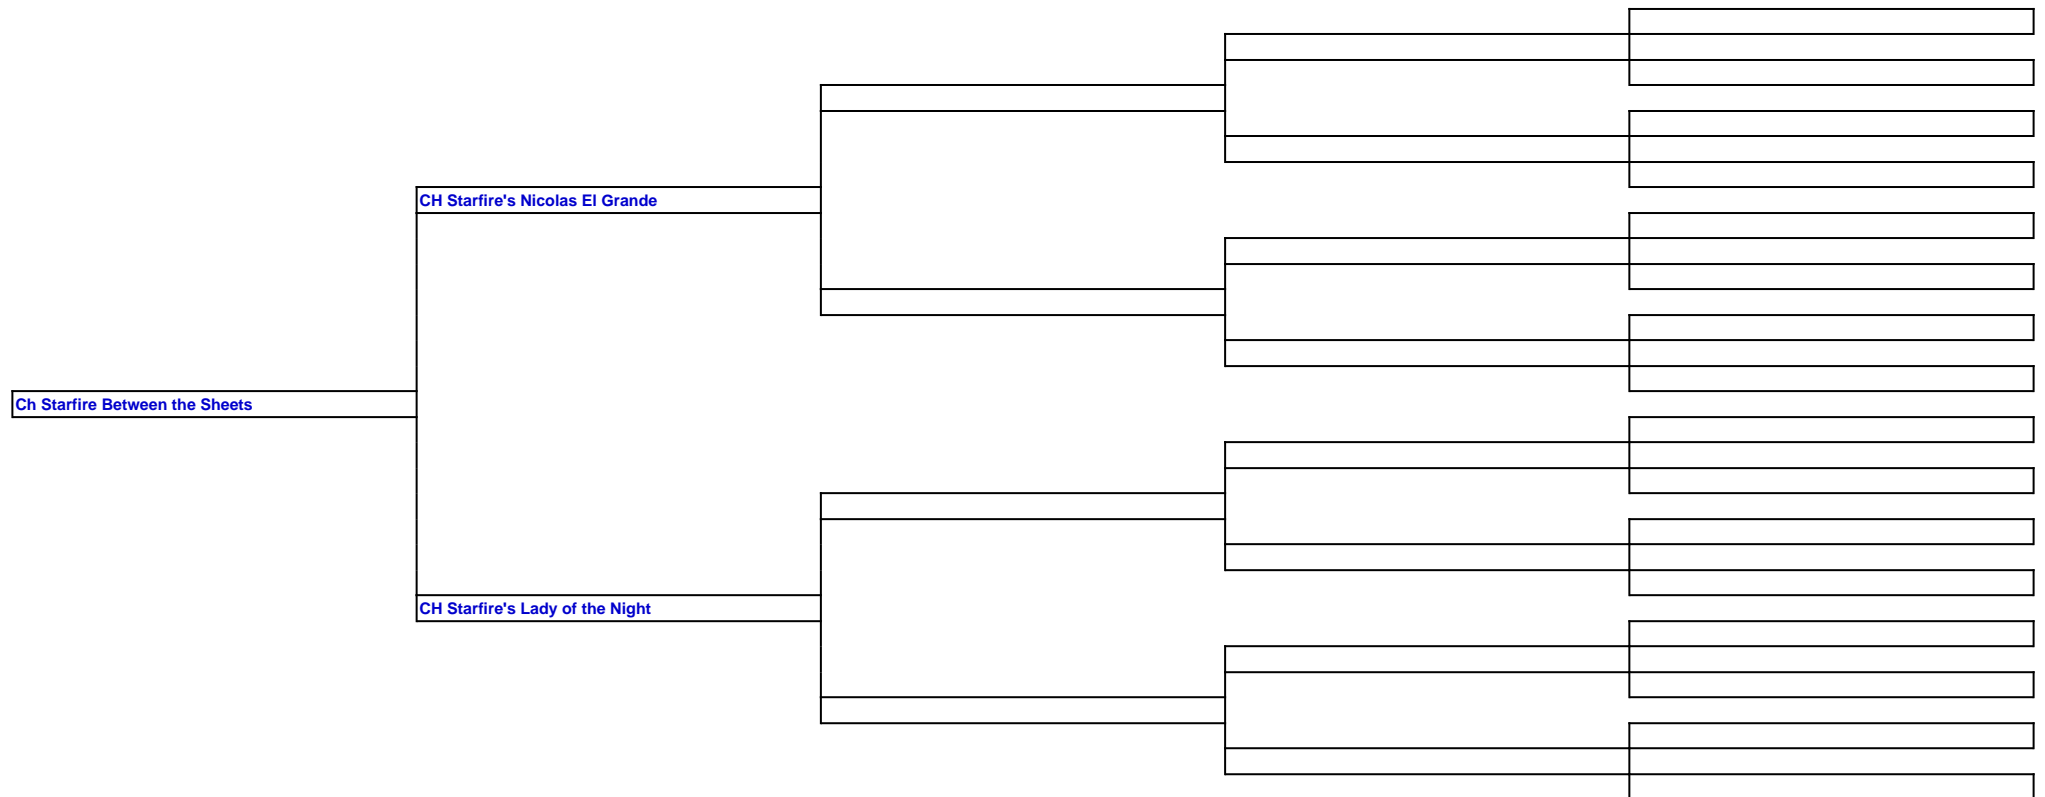 CH Starfire's Nicolas El Grande
Ch Starfire Between the Sheets
CH Starfire's Lady of the Night